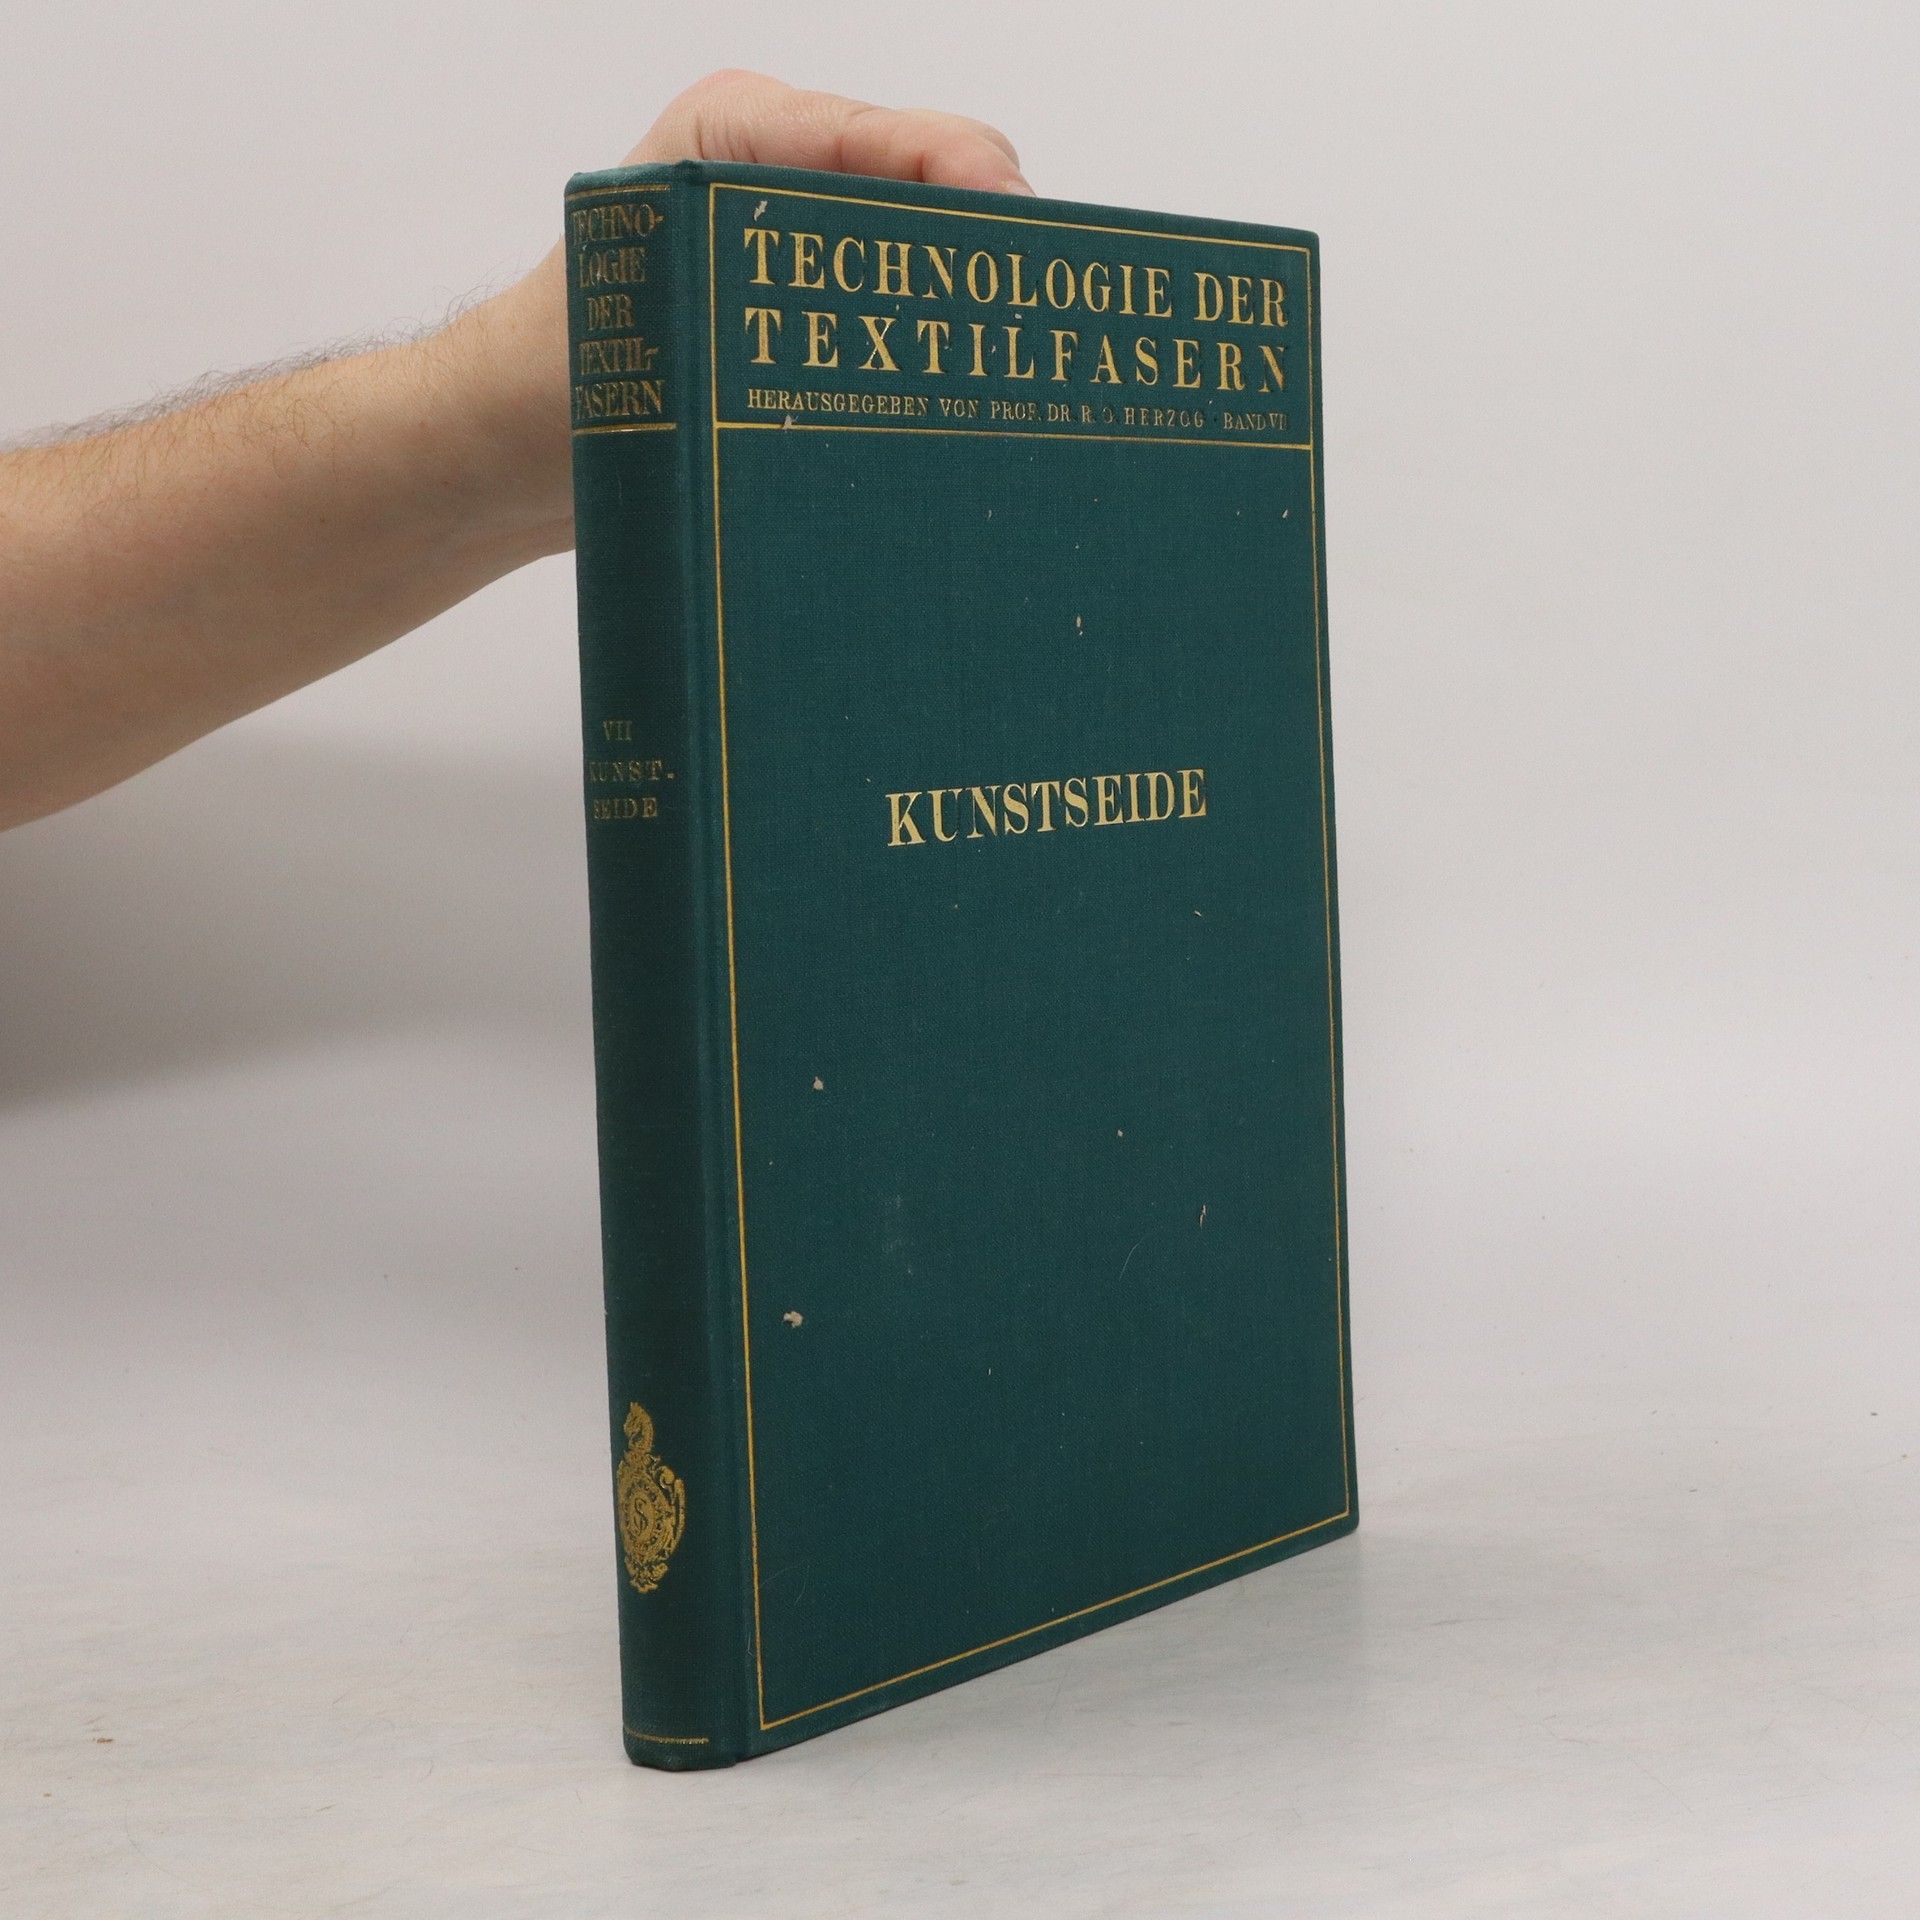 TECHNO-
LOGIE
DER
TEXTIL-
FASERN
VII
KUNST-
SEIDE
TECHNOLOGIE DER
TEXTILFASERN
HERAUSGEGEBEN VON PROF. DR. R. O. HERZOG · BAND VII
KUNSTSEIDE